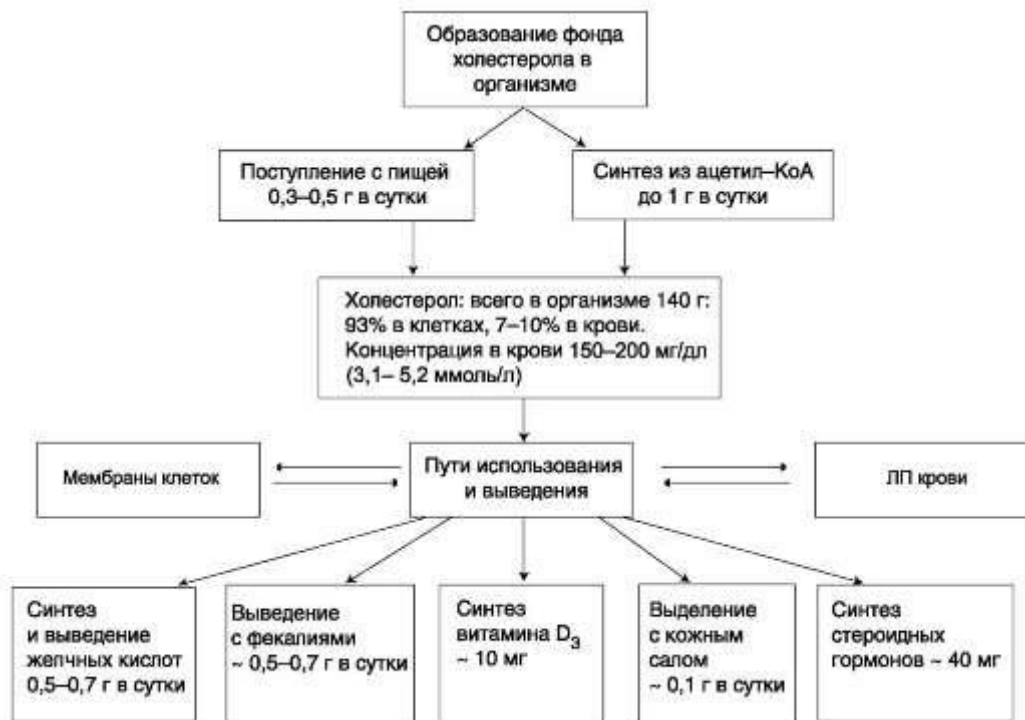 Образование фонда
холестерола в
организме
Поступление с пищей
0,3–0,5 г в сутки
Синтез из ацетил–КоА
до 1 г в сутки
Холестерол: всего в организме 140 г:
93% в клетках, 7–10% в крови.
Концентрация в крови 150–200 мг/дл
(3,1– 5,2 ммоль/л)
Мембраны клеток
Пути использования
и выведения
ЛП крови
Синтез
и выведение
желчных кислот
0,5–0,7 г в сутки
Выведение
с фекалиями
~ 0,5–0,7 г в сутки
Синтез
витамина D₃
~ 10 мг
Выделение
с кожным
салом
~ 0,1 г в сутки
Синтез
стероидных
гормонов ~ 40 мг